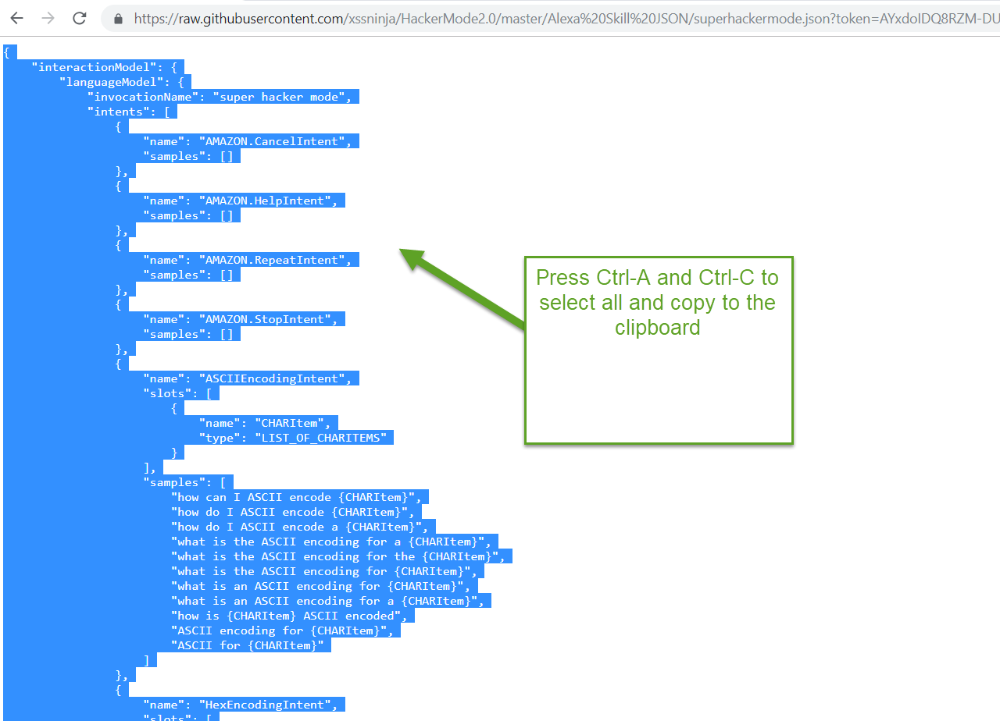 https://raw.githubusercontent.com/xssninja/HackerMode2.0/master/Alexa%20Skill%20JSON/superhackermode.json?token=AYxdoIDQ8RZM-DU
{
    "interactionModel": {
        "languageModel": {
            "invocationName": "super hacker mode",
            "intents": [
                {
                    "name": "AMAZON.CancelIntent",
                    "samples": []
                },
                {
                    "name": "AMAZON.HelpIntent",
                    "samples": []
                },
                {
                    "name": "AMAZON.RepeatIntent",
                    "samples": []
                },
                {
                    "name": "AMAZON.StopIntent",
                    "samples": []
                },
                {
                    "name": "ASCIIEncodingIntent",
                    "slots": [
                        {
                            "name": "CHARItem",
                            "type": "LIST_OF_CHARITEMS"
                        }
                    ],
                    "samples": [
                        "how can I ASCII encode {CHARItem}",
                        "how do I ASCII encode {CHARItem}",
                        "how do I ASCII encode a {CHARItem}",
                        "what is the ASCII encoding for a {CHARItem}",
                        "what is the ASCII encoding for the {CHARItem}",
                        "what is the ASCII encoding for {CHARItem}",
                        "what is an ASCII encoding for {CHARItem}",
                        "what is an ASCII encoding for a {CHARItem}",
                        "how is {CHARItem} ASCII encoded",
                        "ASCII encoding for {CHARItem}",
                        "ASCII for {CHARItem}"
                    ]
                },
                {
                    "name": "HexEncodingIntent",
                    "slots": [
Press Ctrl-A and Ctrl-C to
select all and copy to the
clipboard